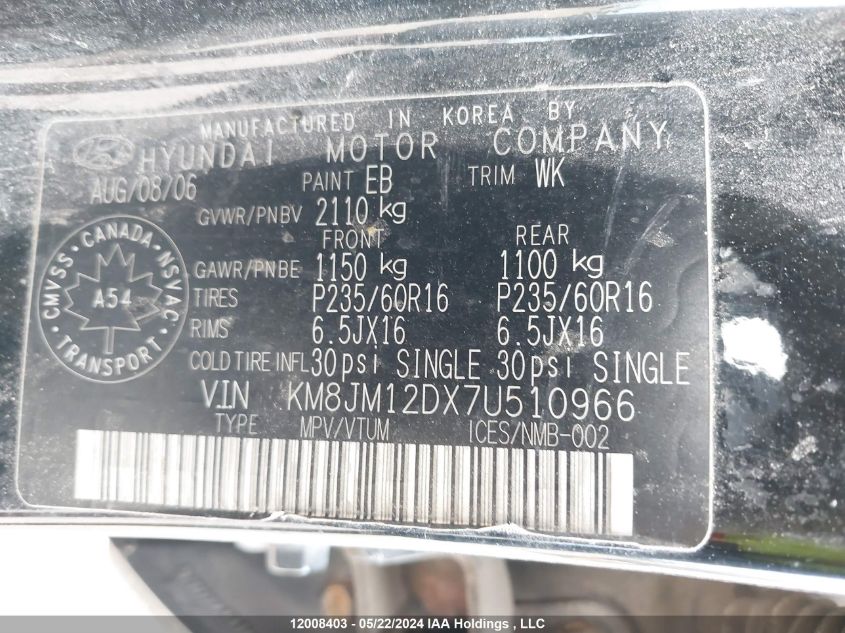 MANUFACTURED IN KOREA BY
HYUNDAI MOTOR COMPANY
AUG/08/06 PAINT EB TRIM WK
GVWR/PNBV 2110 kg
FRONT REAR
GAWR/PNBE 1150 kg 1100 kg
TIRES P235/60R16 P235/60R16
RIMS 6.5JX16 6.5JX16
COLD TIRE INFL 30psi SINGLE 30psi SINGLE
VIN KM8JM12DX7U510966
TYPE MPV/VTUM ICES/NMB-002
CMVSS · CANADA · NSVAC
A54
TRANSPORT
12008403 - 05/22/2024 IAA Holdings , LLC